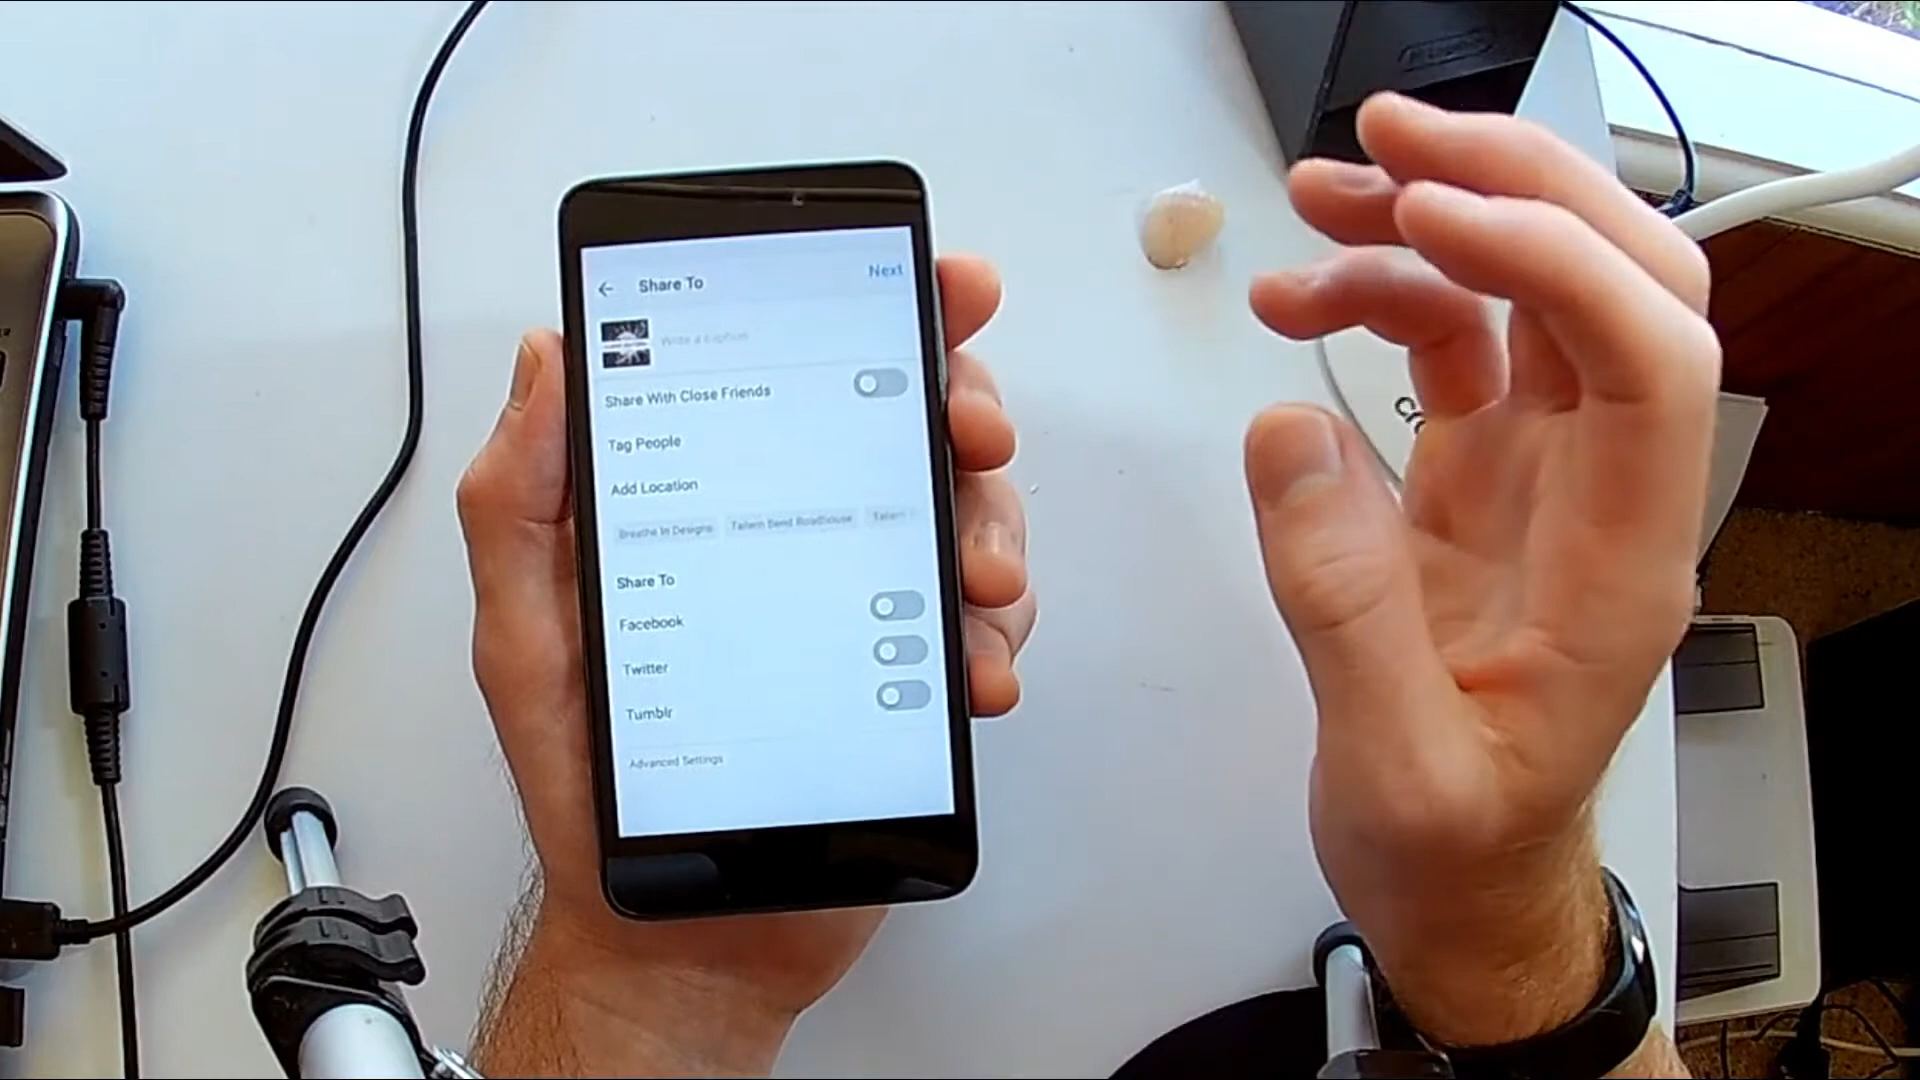 Share To
Next
Write a caption
Share With Close Friends
Tag People
Add Location
Breathe In Designs
Tailem Bend Roadhouse
Tailem
Share To
Facebook
Twitter
Tumblr
Advanced Settings